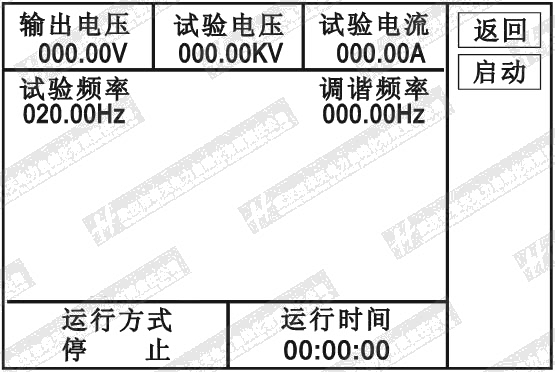 输出电压
000.00V
试验电压
000.00KV
试验电流
000.00A
返回
启动
试验频率
020.00Hz
调谐频率
000.00Hz
运行方式
停 止
运行时间
00:00:00